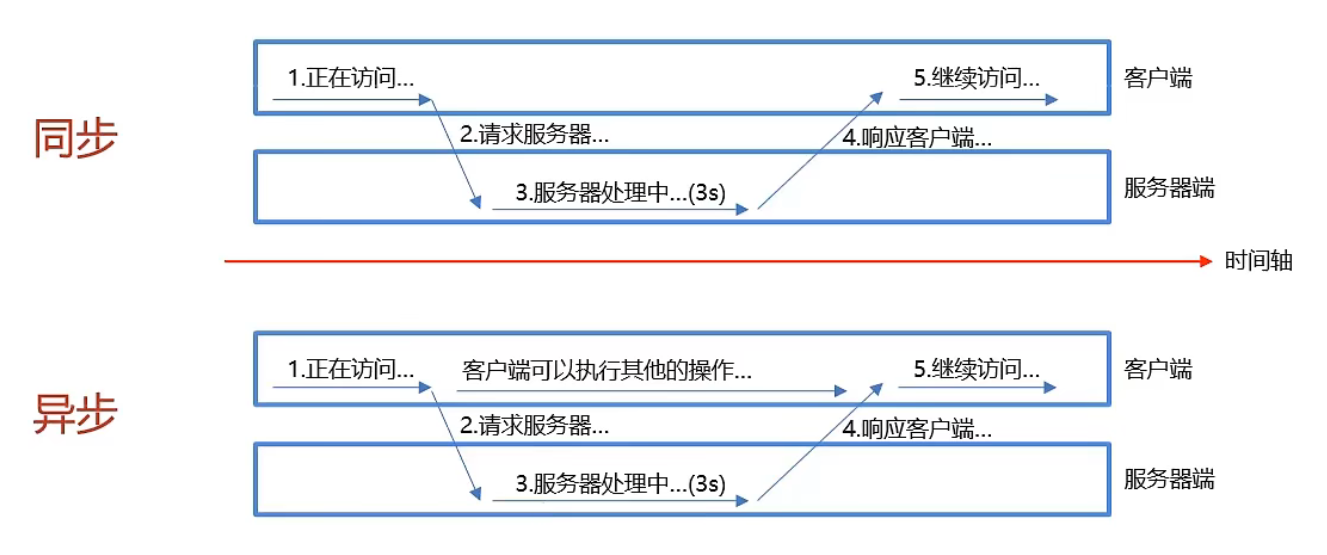 1.正在访问...
5.继续访问...
客户端
同步
2.请求服务器...
4.响应客户端...
3.服务器处理中...(3s)
服务器端
时间轴
1.正在访问...
客户端可以执行其他的操作...
5.继续访问...
客户端
异步
2.请求服务器...
4.响应客户端...
3.服务器处理中...(3s)
服务器端